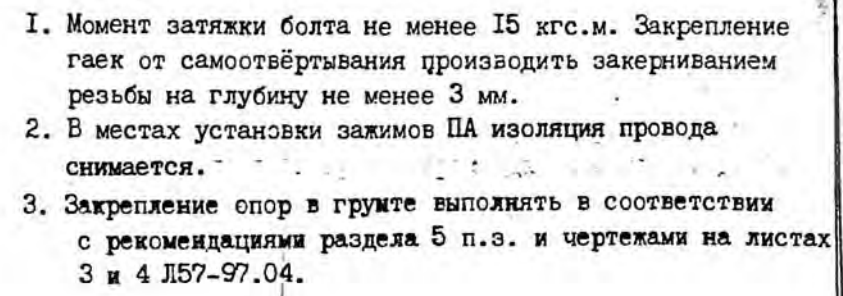 I. Момент затяжки болта не менее I5 кгс.м. Закрепление
гаек от самоотвёртывания производить закерниванием
резьбы на глубину не менее 3 мм.
2. В местах установки зажимов ПА изоляция провода
снимается.
3. Закрепление опор в грунте выполнять в соответствии
с рекомендациями раздела 5 п.з. и чертежами на листах
3 и 4 Л57-97.04.